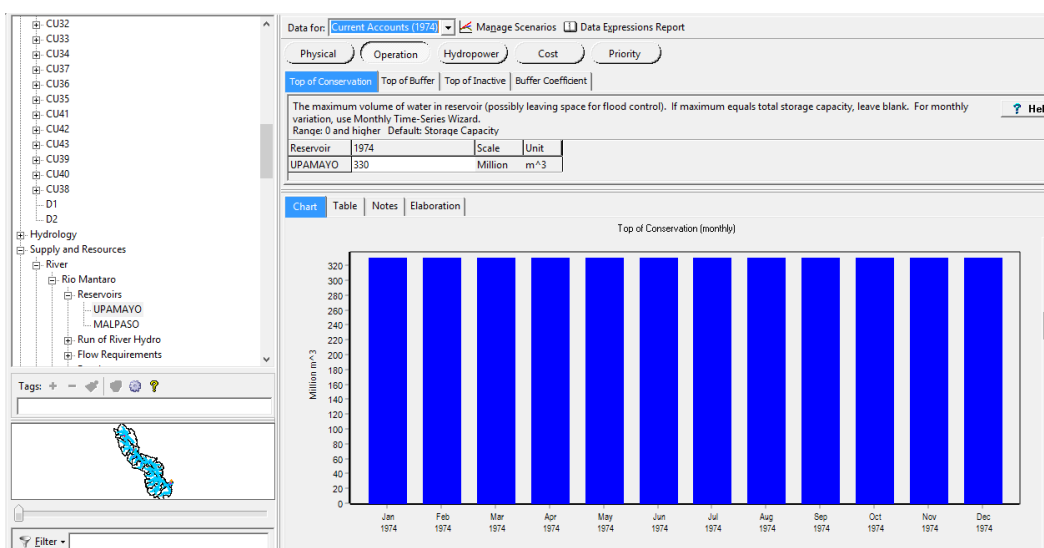 CU32
CU33
CU34
CU37
CU36
CU35
CU41
CU42
CU43
CU39
CU40
CU38
D1
D2
Hydrology
Supply and Resources
River
Rio Mantaro
Reservoirs
UPAMAYO
MALPASO
Run of River Hydro
Flow Requirements
Tags:
Filter
Data for: Current Accounts (1974) Manage Scenarios Data Expressions Report
Physical Operation Hydropower Cost Priority
Top of Conservation Top of Buffer Top of Inactive Buffer Coefficient
The maximum volume of water in reservoir (possibly leaving space for flood control). If maximum equals total storage capacity, leave blank. For monthly
variation, use Monthly Time-Series Wizard.
Range: 0 and higher Default: Storage Capacity
? Hel
Reservoir 1974 Scale Unit
UPAMAYO 330 Million m^3
Chart Table Notes Elaboration
Top of Conservation (monthly)
Million m^3
320
300
280
260
240
220
200
180
160
140
120
100
80
60
40
20
0
Jan Feb Mar Apr May Jun Jul Aug Sep Oct Nov Dec
1974 1974 1974 1974 1974 1974 1974 1974 1974 1974 1974 1974